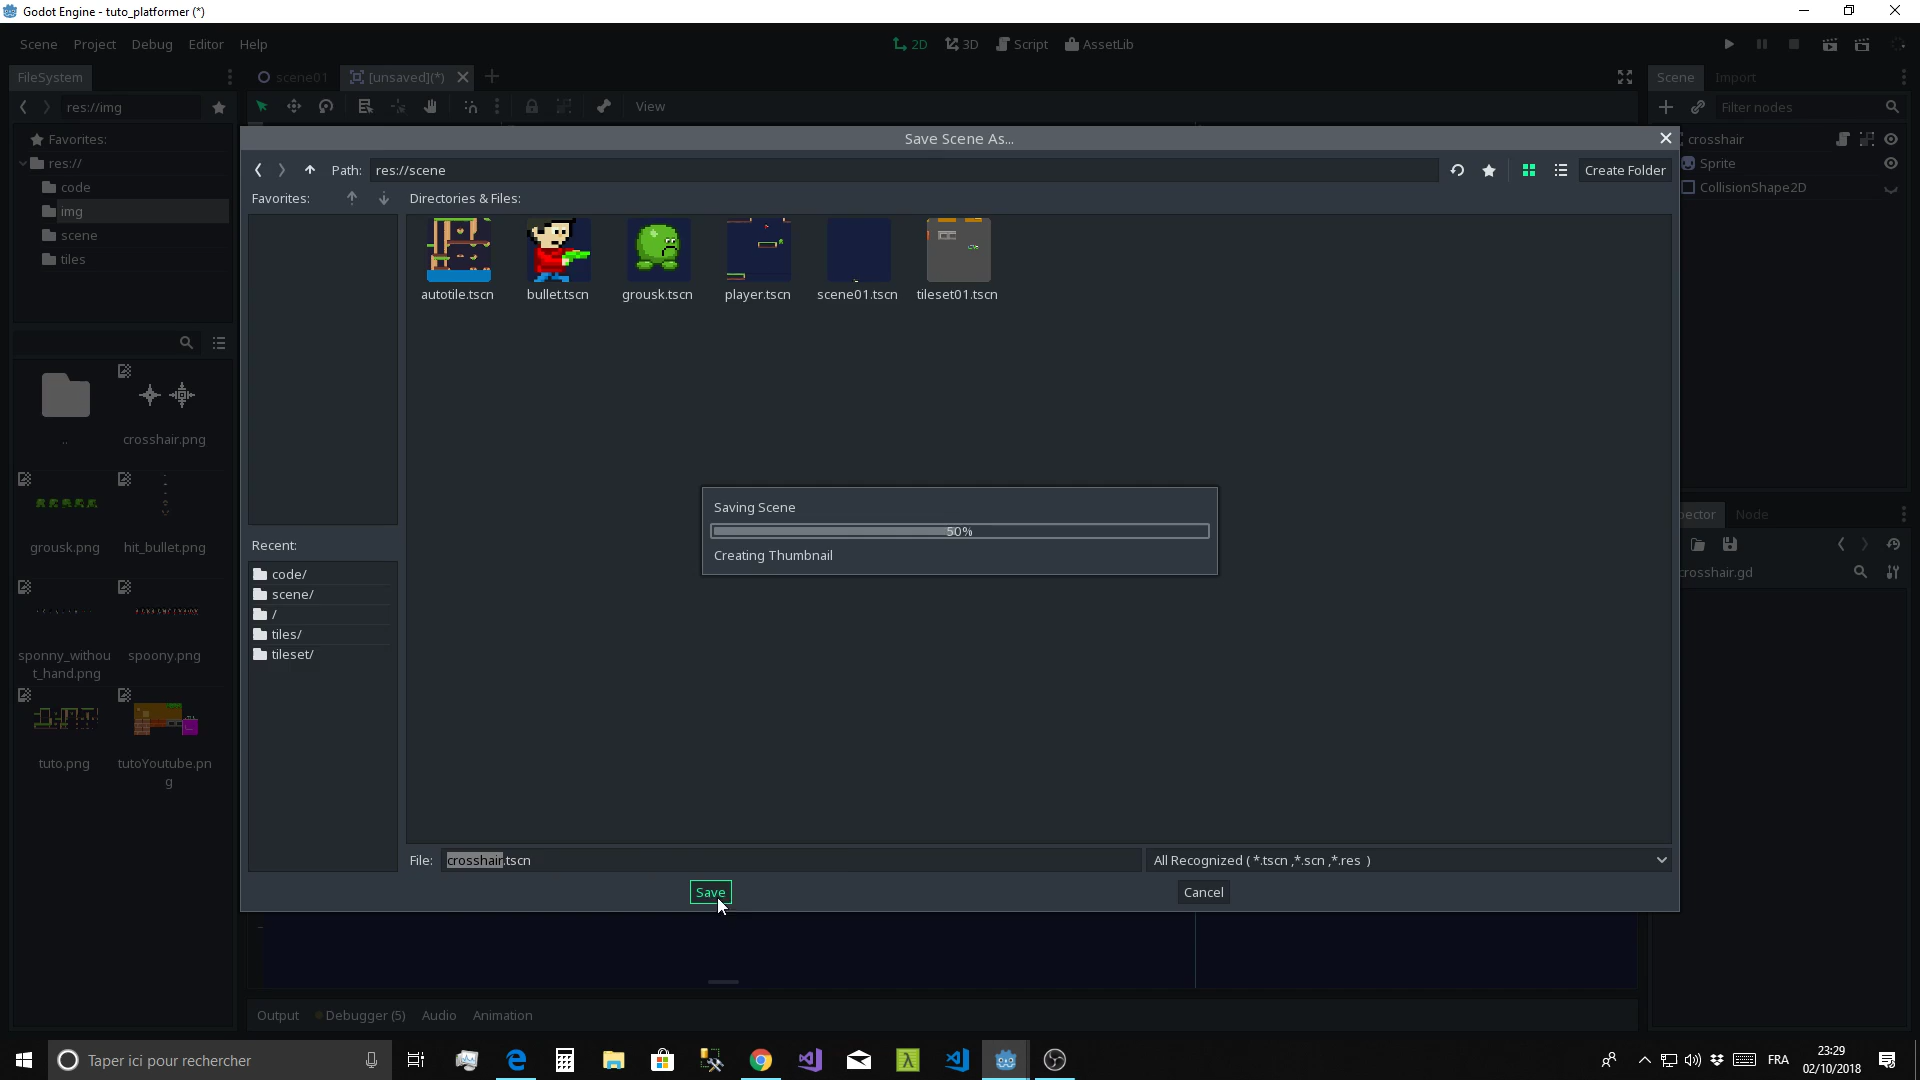 Godot Engine - tuto_platformer (*)
Scene Project Debug Editor Help
2D 3D Script AssetLib
FileSystem
scene01
[unsaved](*)
Scene Import
res://img
View
Filter nodes
Favorites:
res://
code
img
scene
tiles
Save Scene As...
Path: res://scene
Create Folder
Favorites:
Directories & Files:
autotile.tscn
bullet.tscn
grousk.tscn
player.tscn
scene01.tscn
tileset01.tscn
crosshair
Sprite
CollisionShape2D
..
crosshair.png
grousk.png
hit_bullet.png
sponny_withou
t_hand.png
spoony.png
tuto.png
tutoYoutube.pn
g
Saving Scene
50%
Creating Thumbnail
Recent:
code/
scene/
/
tiles/
tileset/
pector Node
crosshair.gd
File: crosshair.tscn
All Recognized ( *.tscn ,*.scn ,*.res )
Save
Cancel
Output Debugger (5) Audio Animation
Taper ici pour rechercher
FRA
23:29
02/10/2018